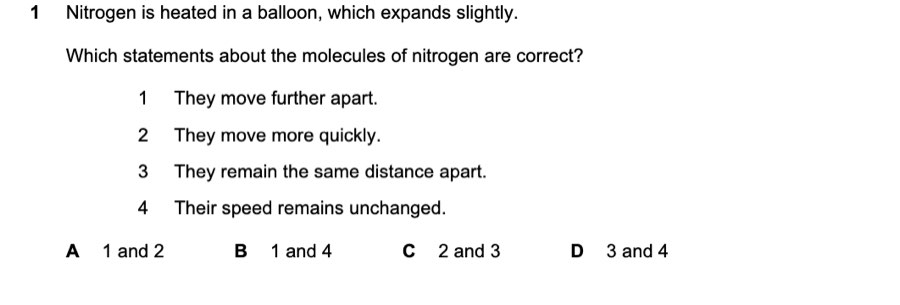 1 Nitrogen is heated in a balloon, which expands slightly.
Which statements about the molecules of nitrogen are correct?
1 They move further apart.
2 They move more quickly.
3 They remain the same distance apart.
4 Their speed remains unchanged.
A 1 and 2 B 1 and 4 C 2 and 3 D 3 and 4